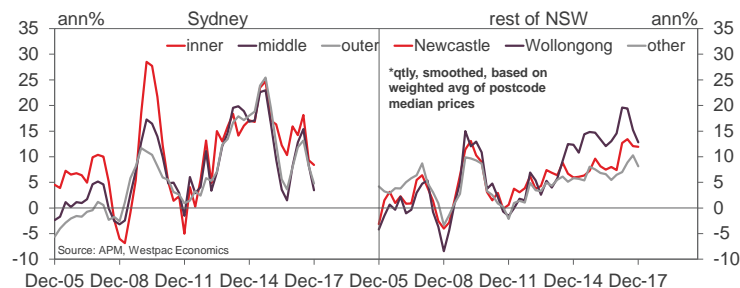 ann% Sydney rest of NSW ann%
35 35
inner middle outer Newcastle Wollongong other
30 30
*qtly, smoothed, based on
25 25
weighted avg of postcode
median prices
20 20
15 15
10 10
5 5
0 0
-5 -5
Source: APM, Westpac Economics
-10 -10
Dec-05 Dec-08 Dec-11 Dec-14 Dec-17 Dec-05 Dec-08 Dec-11 Dec-14 Dec-17